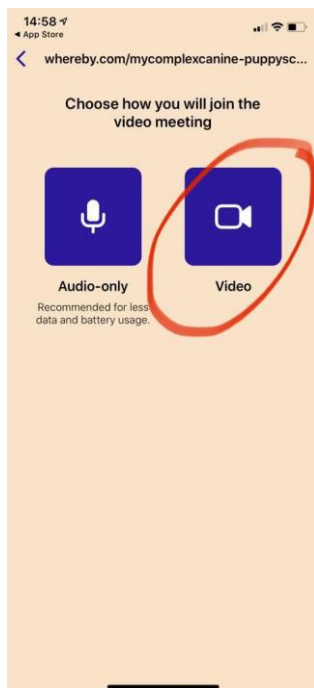 14:58
◀ App Store
whereby.com/mycomplexcanine-puppysc...
Choose how you will join the
video meeting
Audio-only
Video
Recommended for less
data and battery usage.